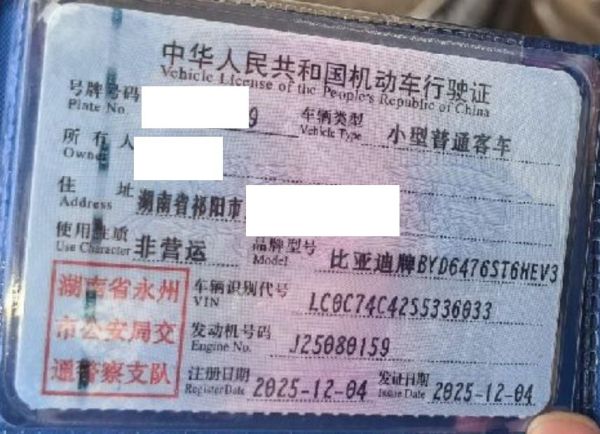 中华人民共和国机动车行驶证
Vehicle License of the People's Republic of China
号牌号码 9 车辆类型 小型普通客车
Plate No. Vehicle Type
所有人
Owner
住址 湖南省祁阳市
Address
使用性质 非营运 品牌型号 比亚迪牌BYD6476ST6HEV3
Use Character Model
湖南省永州
市公安局交
通警察支队
车辆识别代号 LC0C74C4255336033
VIN
发动机号码 J25080159
Engine No.
注册日期 2025-12-04 发证日期 2025-12-04
Register Date Issue Date